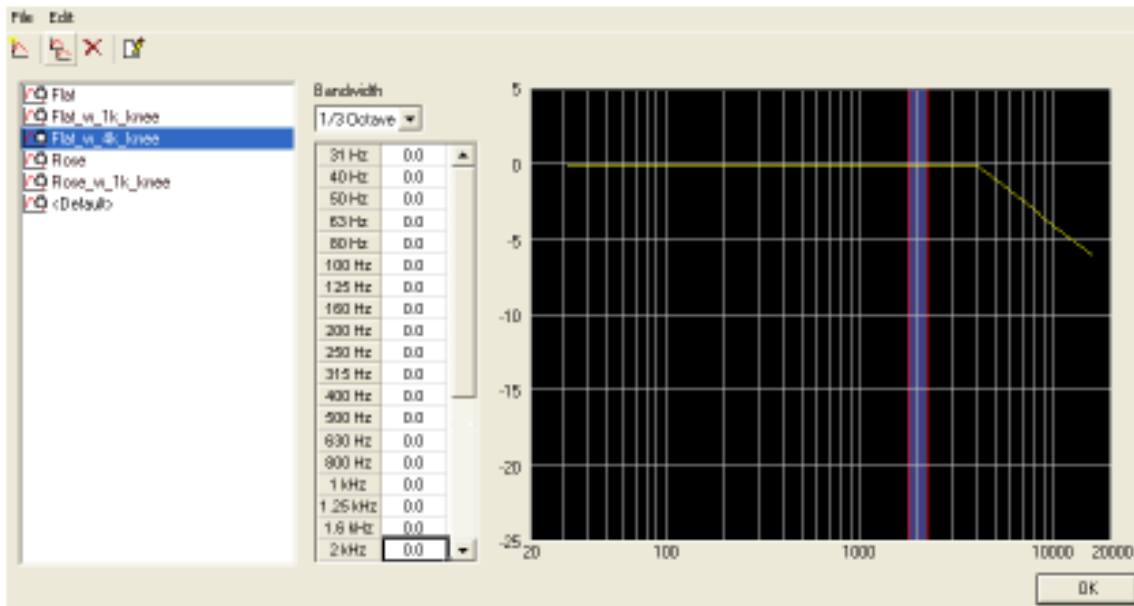 File Edit
Flat
Flat_w_1k_knee
Flat_w_4k_knee
Rose
Rose_w_1k_knee
<Default>
Bandwidth
1/3 Octave
31 Hz 0.0
40 Hz 0.0
50 Hz 0.0
63 Hz 0.0
80 Hz 0.0
100 Hz 0.0
125 Hz 0.0
160 Hz 0.0
200 Hz 0.0
250 Hz 0.0
315 Hz 0.0
400 Hz 0.0
500 Hz 0.0
630 Hz 0.0
800 Hz 0.0
1 kHz 0.0
1.25 kHz 0.0
1.6 kHz 0.0
2 kHz 0.0
5
0
-5
-10
-15
-20
-25
20 100 1000 10000 20000
OK